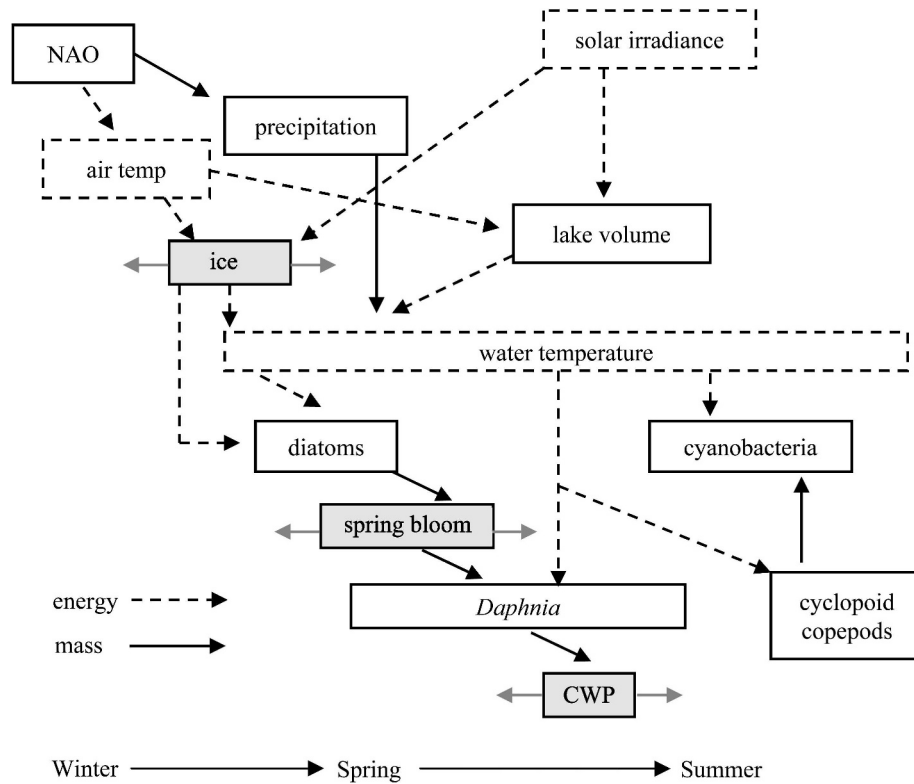 NAO
solar irradiance
precipitation
air temp
lake volume
ice
water temperature
diatoms
cyanobacteria
spring bloom
energy
Daphnia
cyclopoid
copepods
mass
CWP
Winter
Spring
Summer